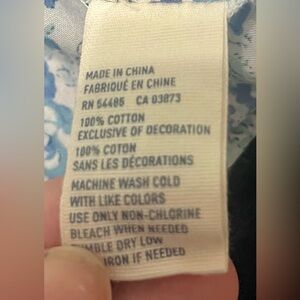 MADE IN CHINA
FABRIQUÉ EN CHINE
RN 54485 CA 03873
100% COTTON
EXCLUSIVE OF DECORATION
100% COTON
SANS LES DÉCORATIONS
MACHINE WASH COLD
WITH LIKE COLORS
USE ONLY NON-CHLORINE
BLEACH WHEN NEEDED
TUMBLE DRY LOW
IRON IF NEEDED